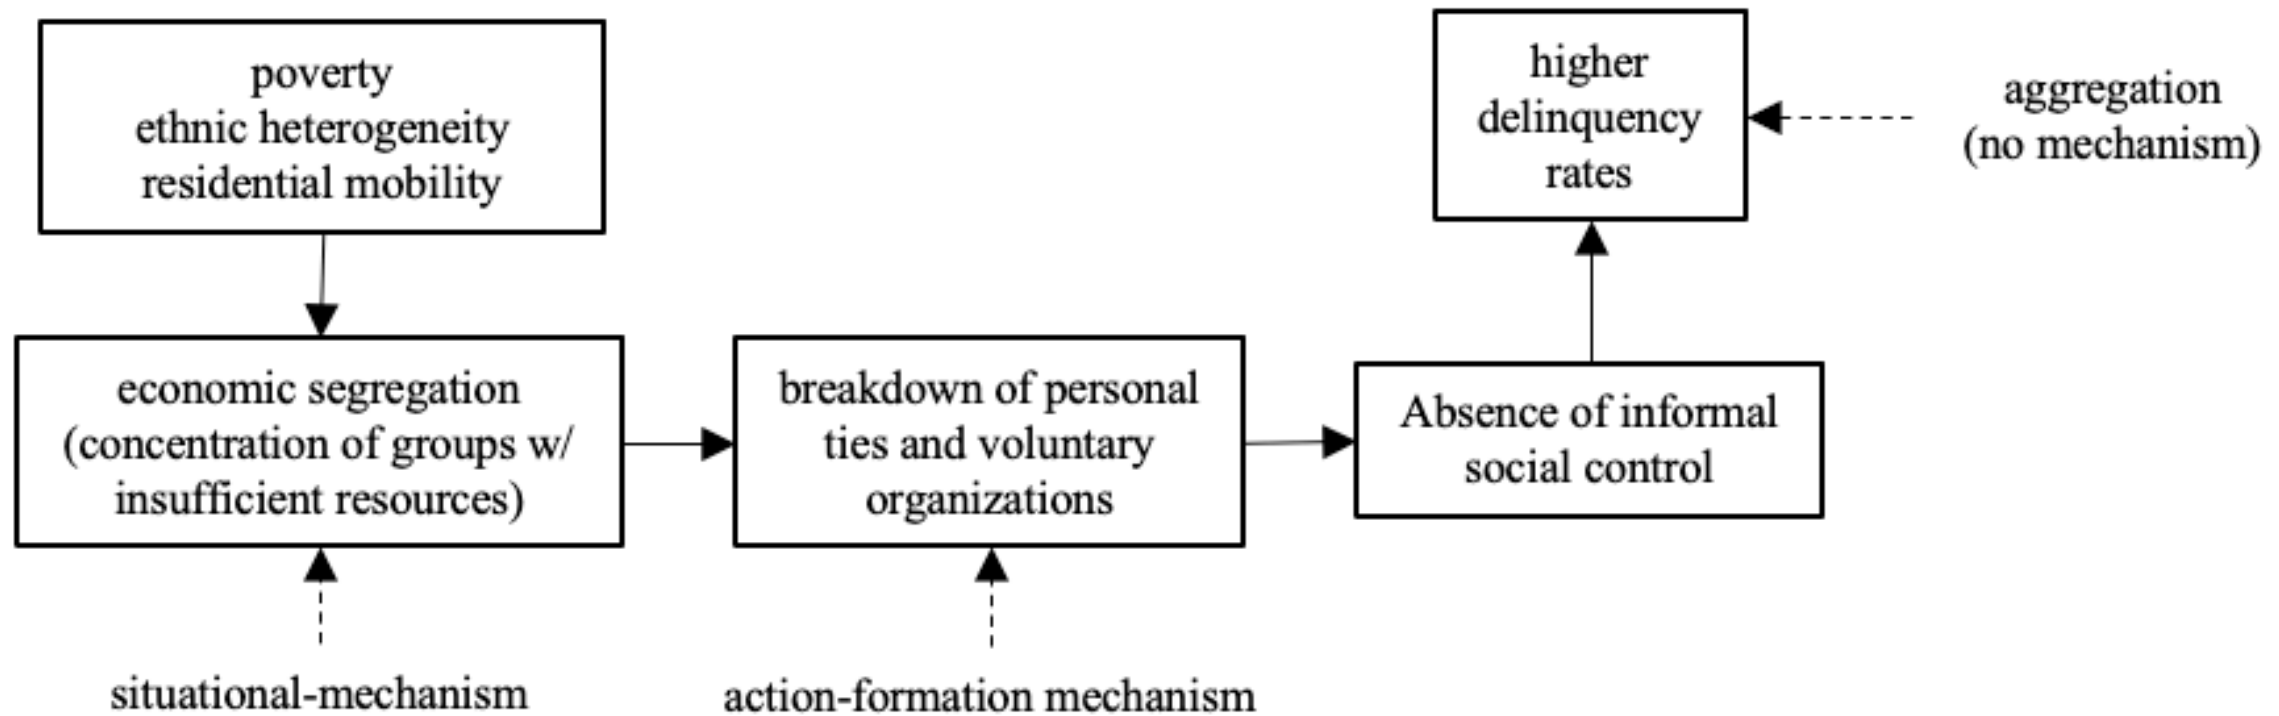 poverty
ethnic heterogeneity
residential mobility
higher
delinquency
rates
aggregation
(no mechanism)
economic segregation
(concentration of groups w/
insufficient resources)
breakdown of personal
ties and voluntary
organizations
Absence of informal
social control
situational-mechanism
action-formation mechanism